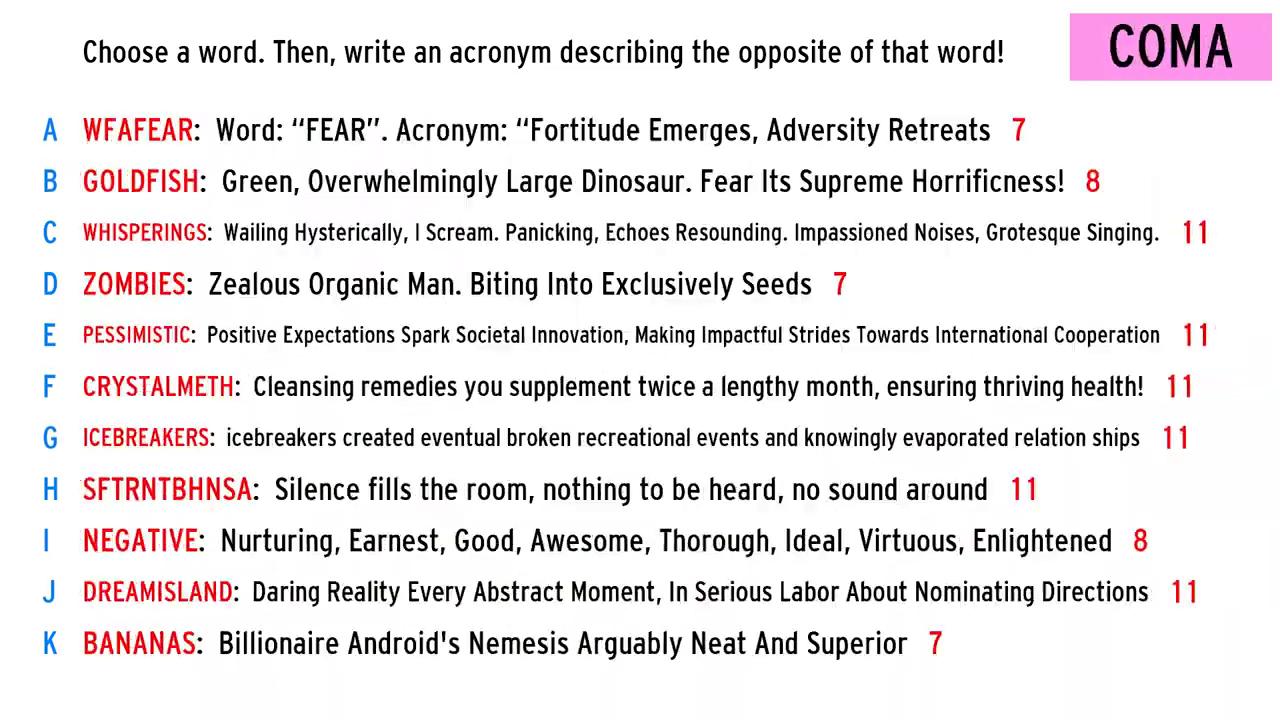 Choose a word. Then, write an acronym describing the opposite of that word!
COMA
A WFAFEAR: Word: “FEAR”. Acronym: “Fortitude Emerges, Adversity Retreats 7
B GOLDFISH: Green, Overwhelmingly Large Dinosaur. Fear Its Supreme Horrificness! 8
C WHISPERINGS: Wailing Hysterically, I Scream. Panicking, Echoes Resounding. Impassioned Noises, Grotesque Singing. 11
D ZOMBIES: Zealous Organic Man. Biting Into Exclusively Seeds 7
E PESSIMISTIC: Positive Expectations Spark Societal Innovation, Making Impactful Strides Towards International Cooperation 11
F CRYSTALMETH: Cleansing remedies you supplement twice a lengthy month, ensuring thriving health! 11
G ICEBREAKERS: icebreakers created eventual broken recreational events and knowingly evaporated relation ships 11
H SFTRNTBHNSA: Silence fills the room, nothing to be heard, no sound around 11
I NEGATIVE: Nurturing, Earnest, Good, Awesome, Thorough, Ideal, Virtuous, Enlightened 8
J DREAMISLAND: Daring Reality Every Abstract Moment, In Serious Labor About Nominating Directions 11
K BANANAS: Billionaire Android's Nemesis Arguably Neat And Superior 7